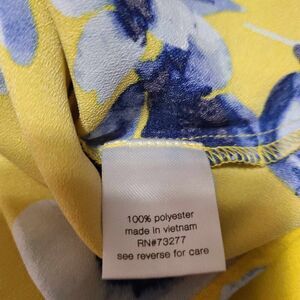 100% polyester
made in vietnam
RN#73277
see reverse for care